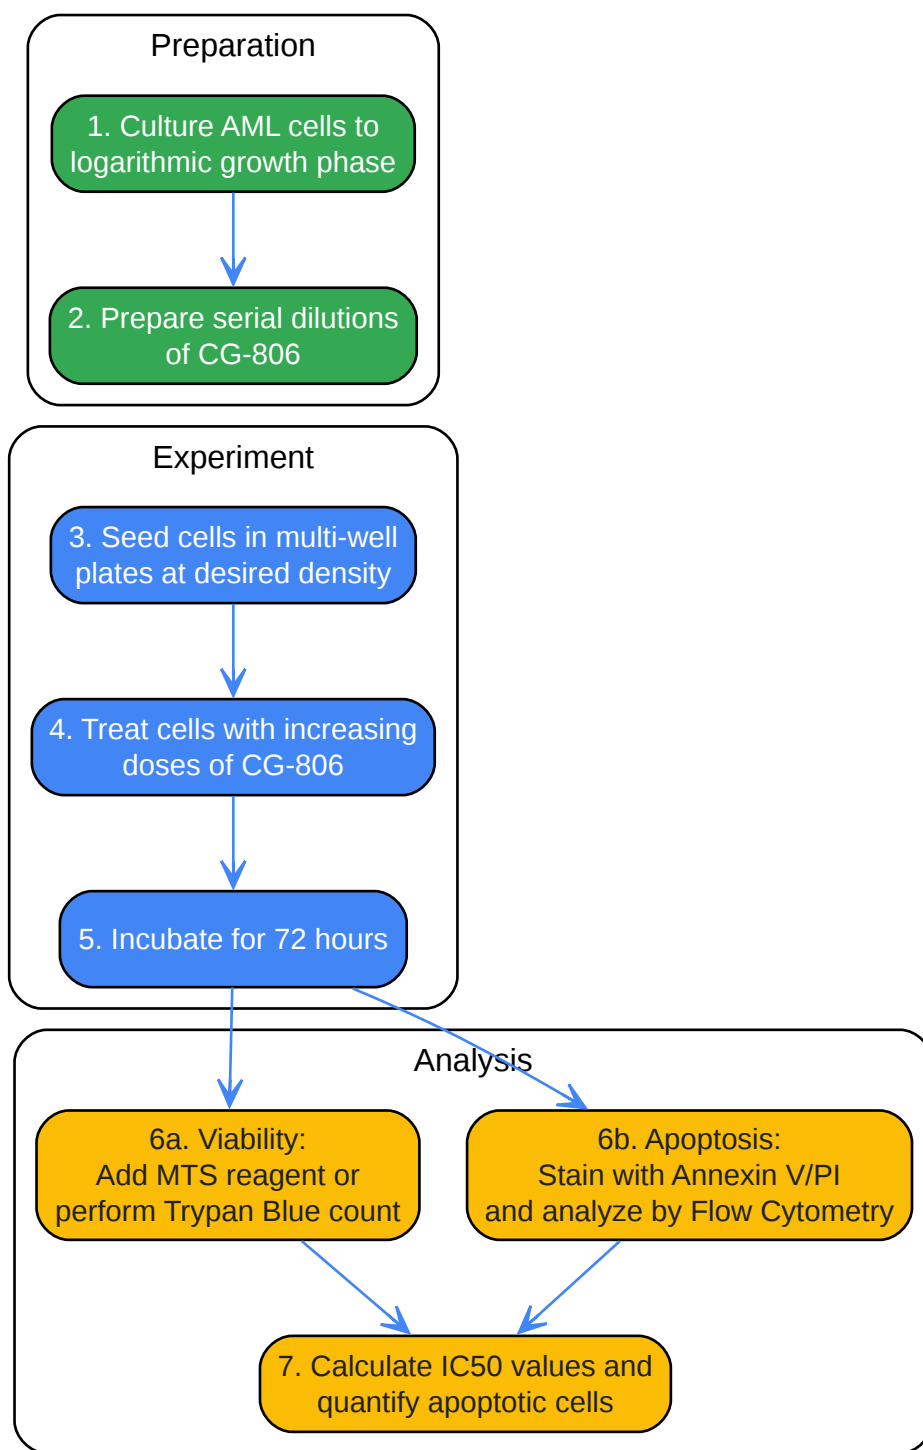 Preparation
1. Culture AML cells to
logarithmic growth phase
2. Prepare serial dilutions
of CG-806
Experiment
3. Seed cells in multi-well
plates at desired density
4. Treat cells with increasing
doses of CG-806
5. Incubate for 72 hours
Analysis
6a. Viability:
Add MTS reagent or
perform Trypan Blue count
6b. Apoptosis:
Stain with Annexin V/PI
and analyze by Flow Cytometry
7. Calculate IC50 values and
quantify apoptotic cells